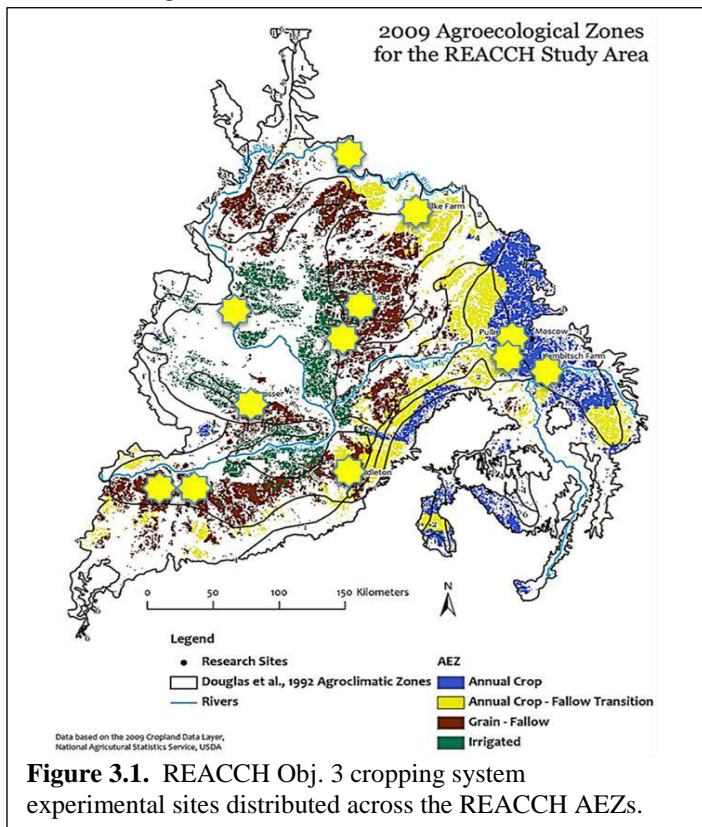 2009 Agroecological Zones
for the REACCH Study Area
Pullm
Moscow
0 50 100 150 Kilometers
N
Legend
Research Sites
Douglas et al., 1992 Agroclimatic Zones
Rivers
AEZ
Annual Crop
Annual Crop - Fallow Transition
Grain - Fallow
Irrigated
Data based on the 2009 Cropland Data Layer,
National Agricutural Statistics Service, USDA
Figure 3.1. REACCH Obj. 3 cropping system
experimental sites distributed across the REACCH AEZs.